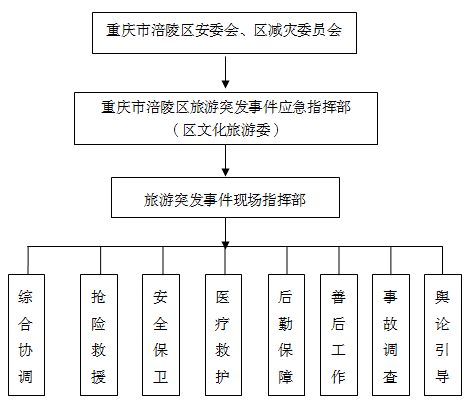 重庆市涪陵区安委会、区减灾委员会
重庆市涪陵区旅游突发事件应急指挥部
（区文化旅游委）
旅游突发事件现场指挥部
综合协调
抢险救援
安全保卫
医疗救护
后勤保障
善后工作
事故调查
舆论引导